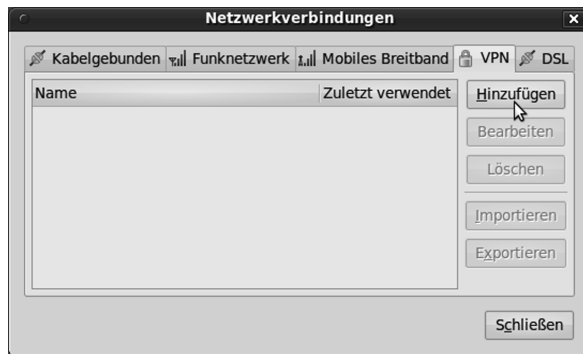 Netzwerkverbindungen
Kabelgebunden Funknetzwerk Mobiles Breitband VPN DSL
Name Zuletzt verwendet
Hinzufügen
Bearbeiten
Löschen
Importieren
Exportieren
Schließen